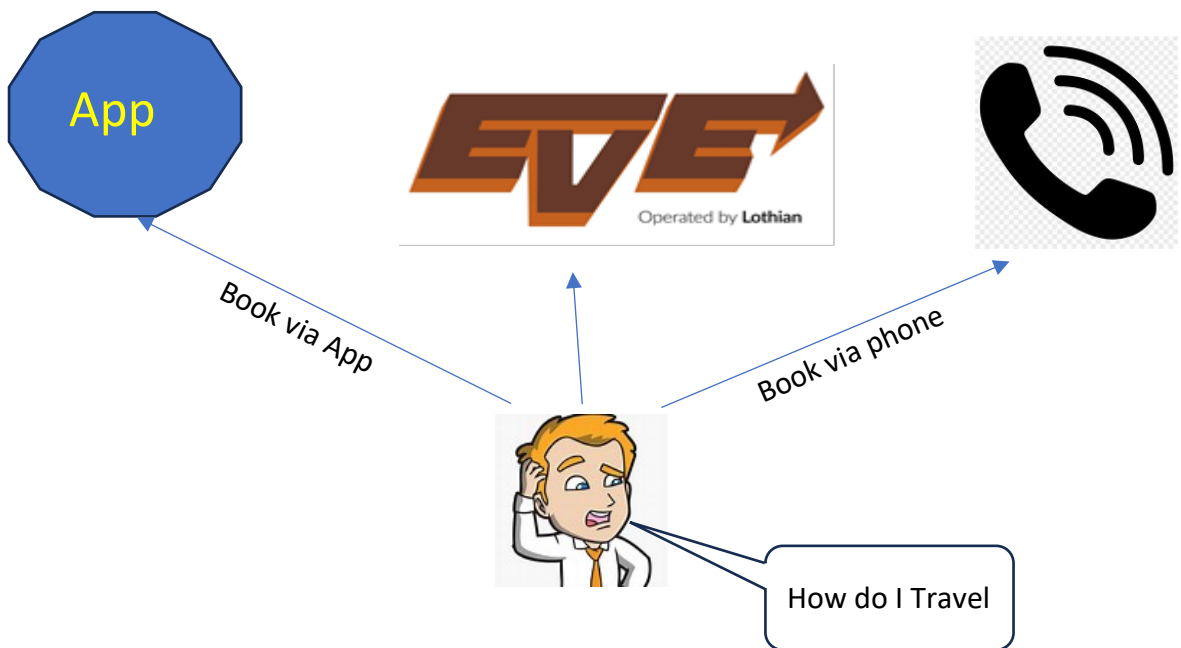 App
EVE
Operated by Lothian
Book via App
Book via phone
How do I Travel